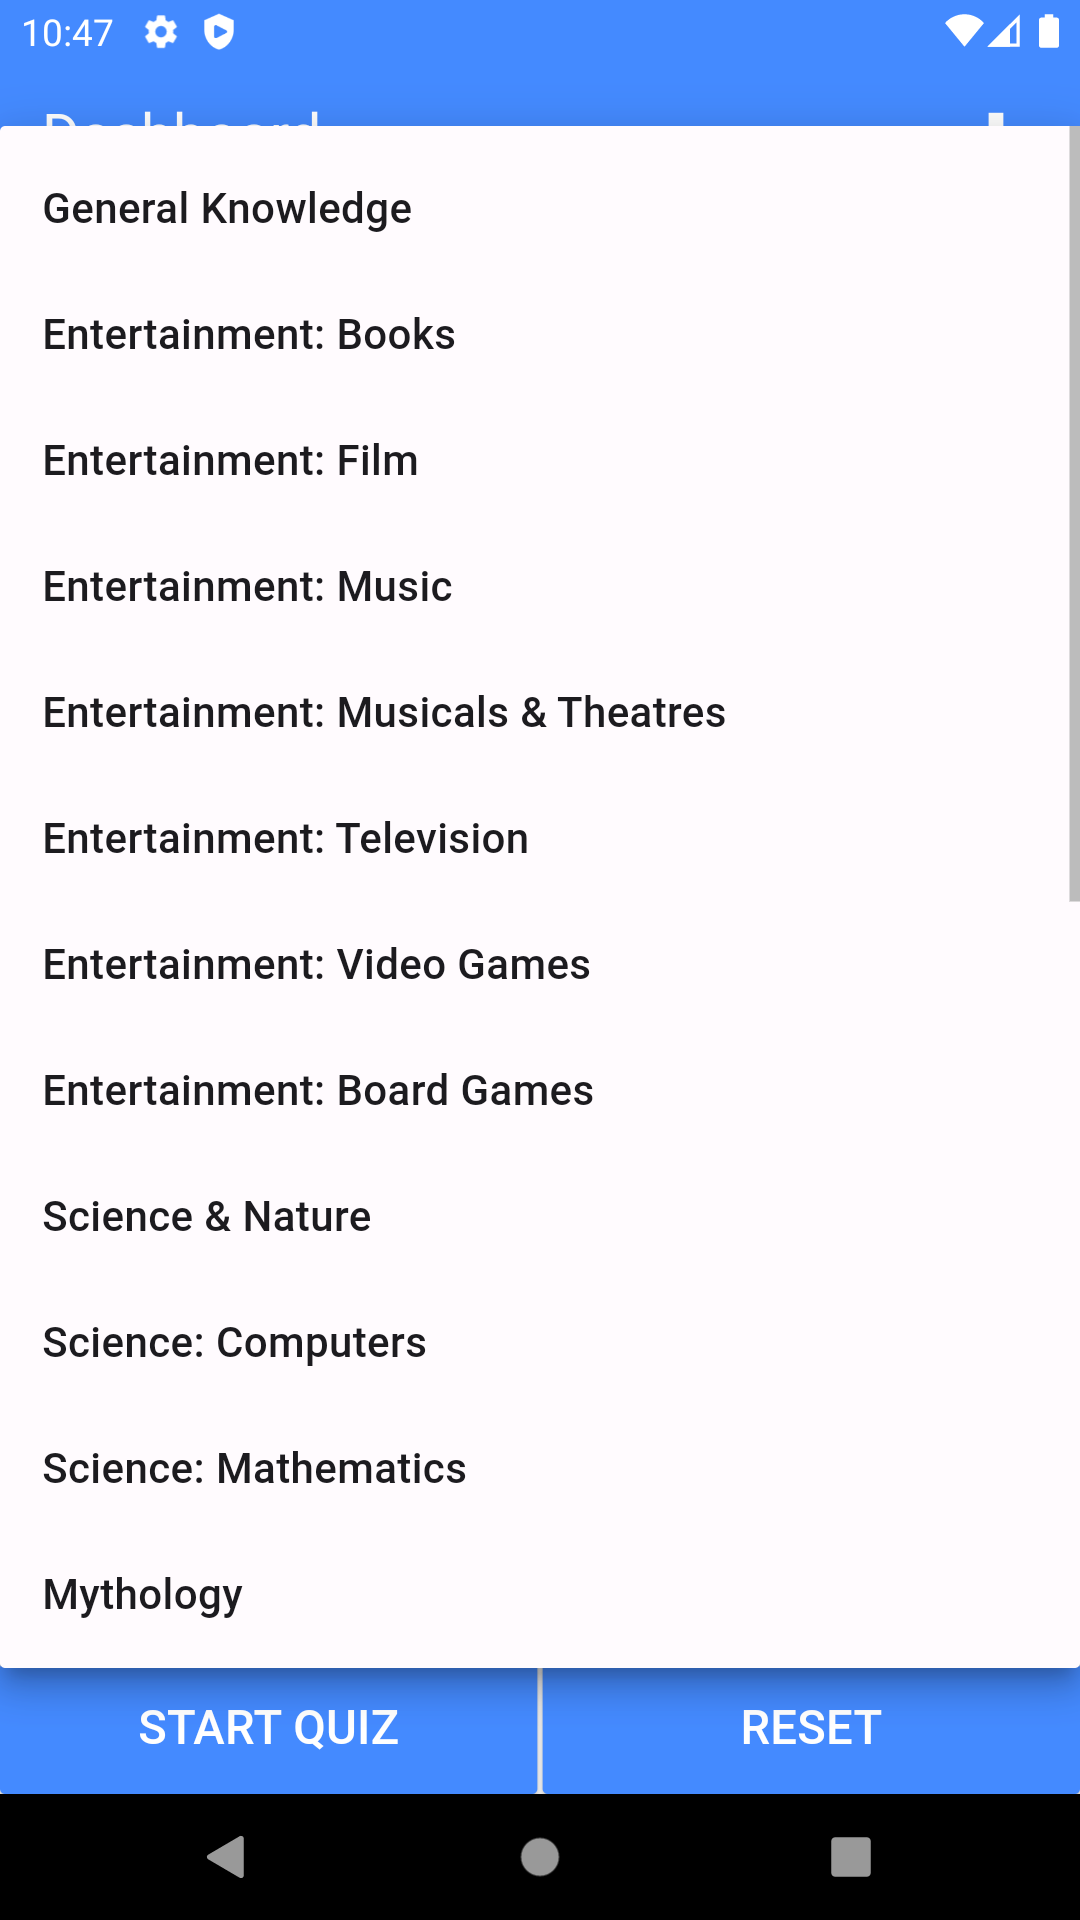 10:47
Dashboard
General Knowledge
Entertainment: Books
Entertainment: Film
Entertainment: Music
Entertainment: Musicals & Theatres
Entertainment: Television
Entertainment: Video Games
Entertainment: Board Games
Science & Nature
Science: Computers
Science: Mathematics
Mythology
START QUIZ
RESET